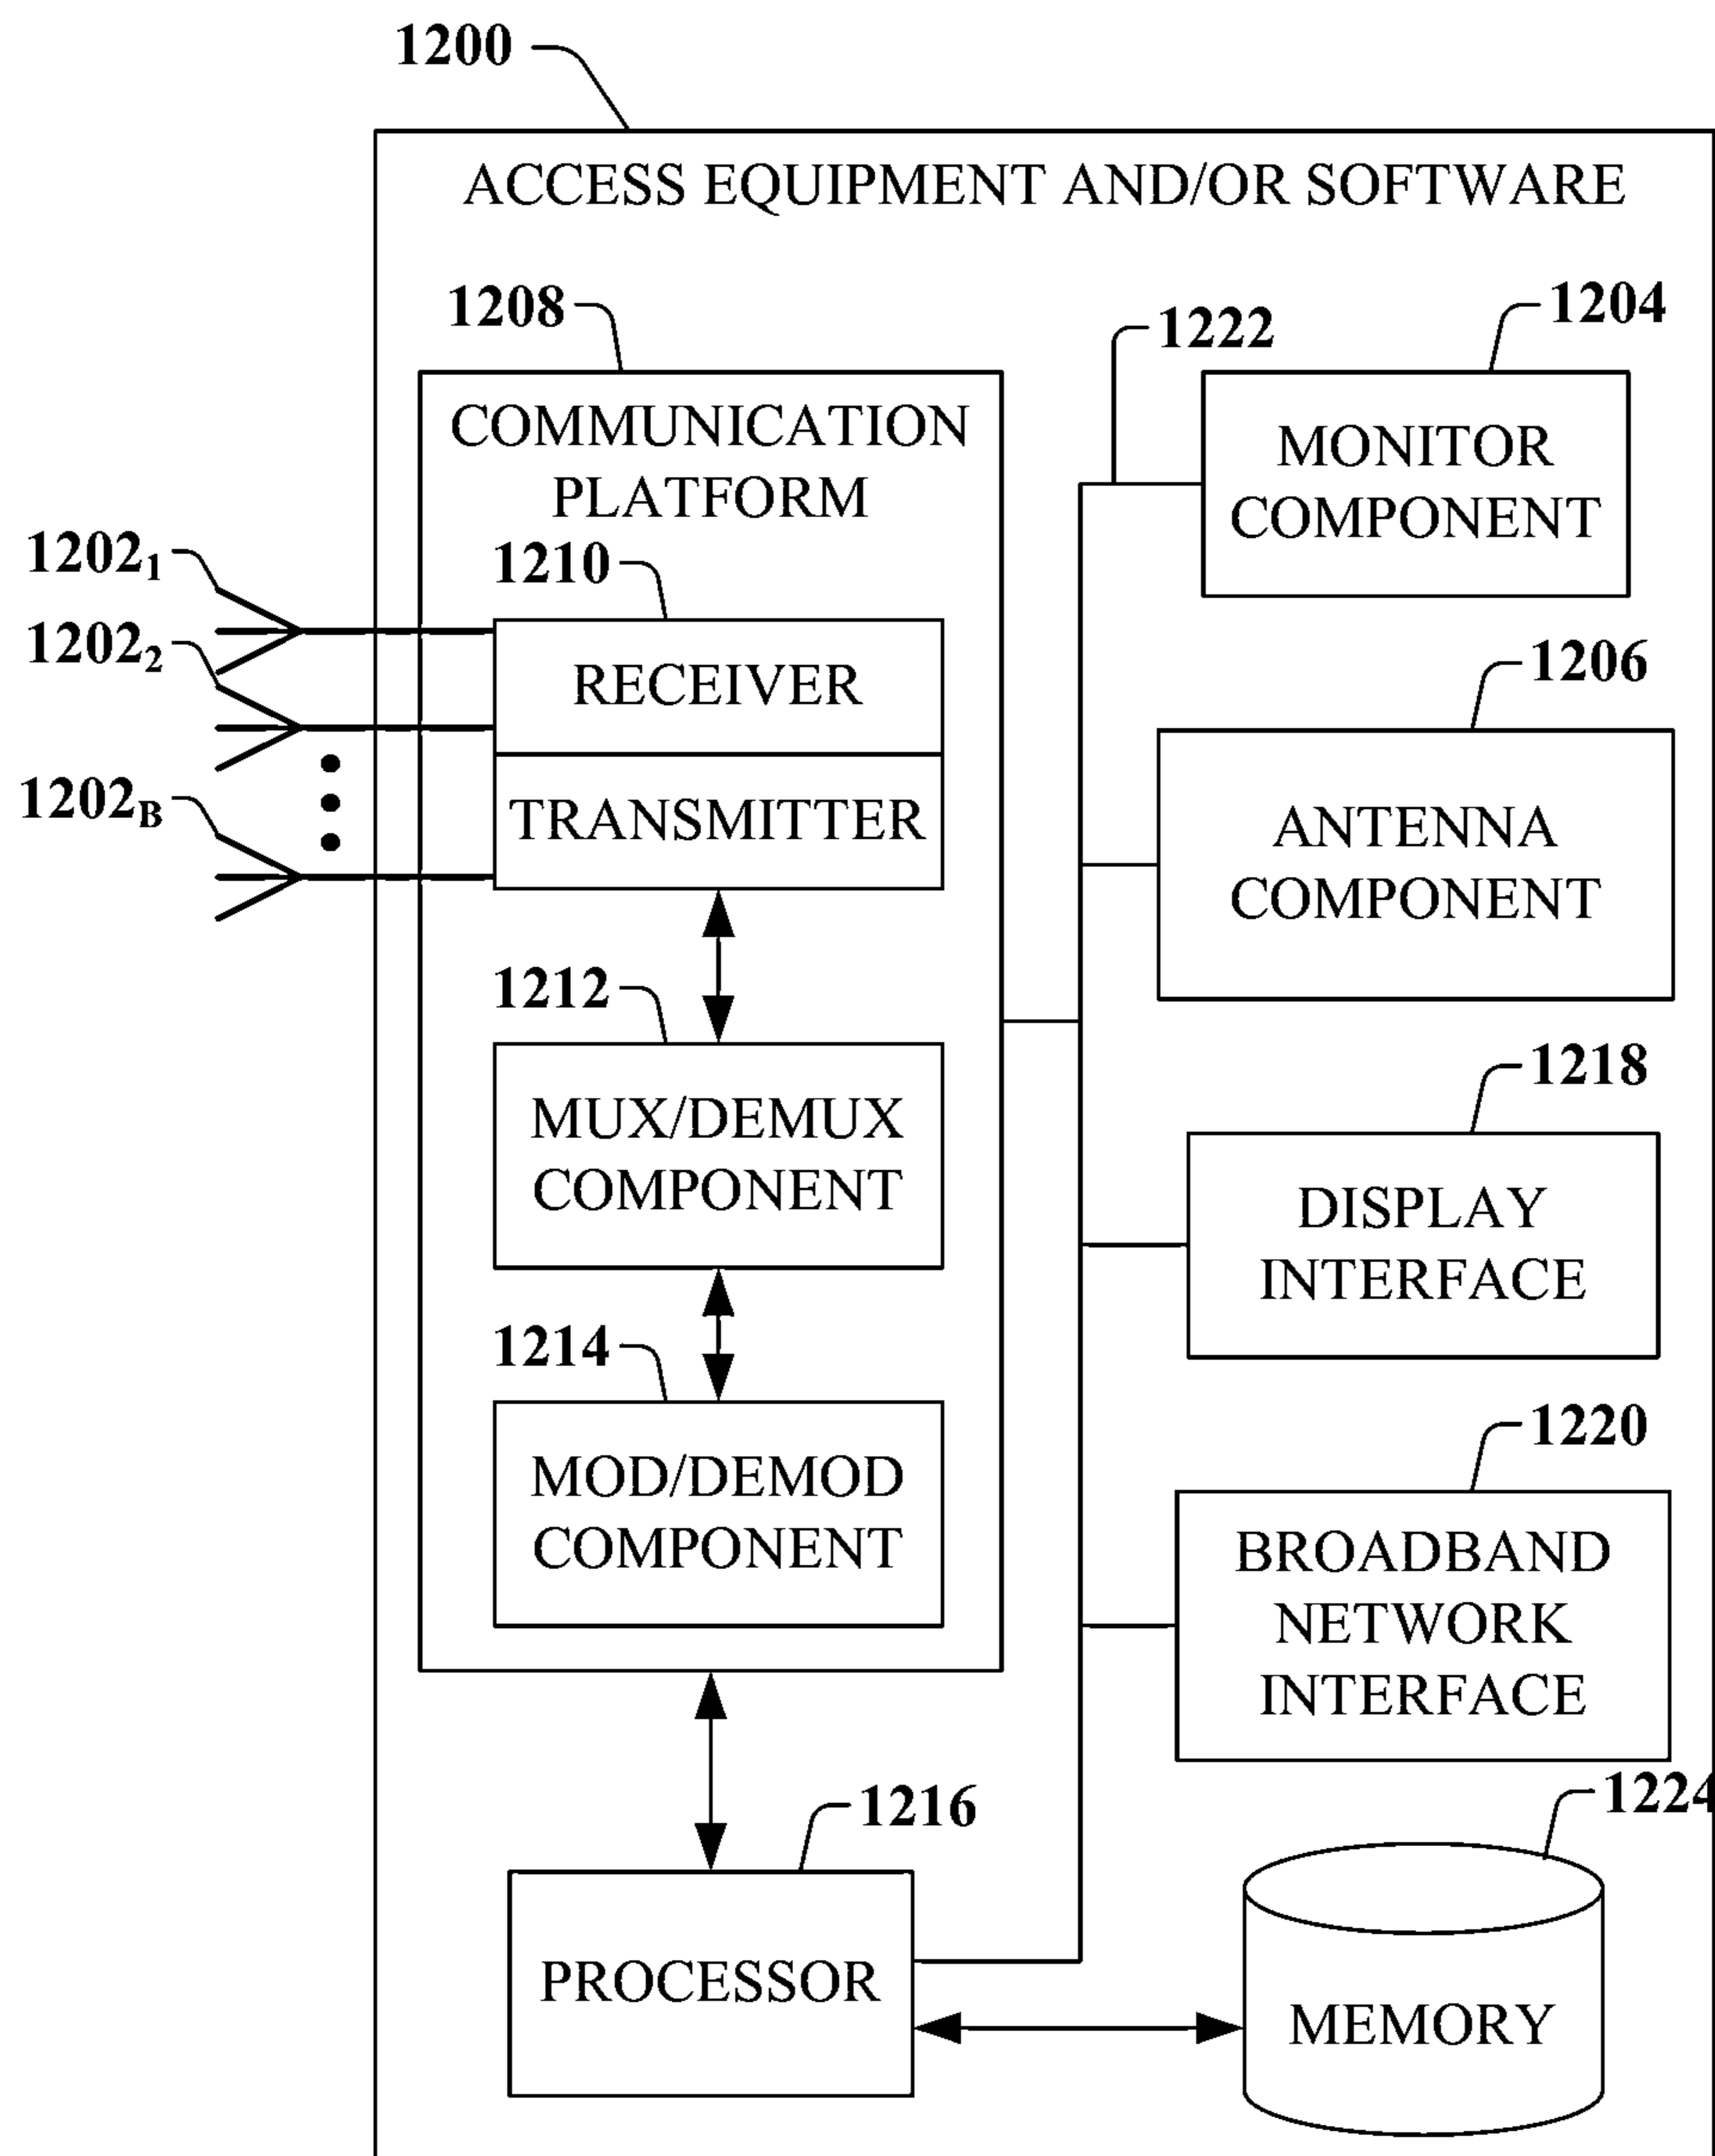 1200
ACCESS EQUIPMENT AND/OR SOFTWARE
1208
1222
1204
COMMUNICATION
PLATFORM
MONITOR
COMPONENT
1202₁
1210
1202₂
RECEIVER
1206
1202_B
TRANSMITTER
ANTENNA
COMPONENT
1212
MUX/DEMUX
COMPONENT
1218
DISPLAY
INTERFACE
1214
MOD/DEMOD
COMPONENT
1220
BROADBAND
NETWORK
INTERFACE
1216
1224
PROCESSOR
MEMORY